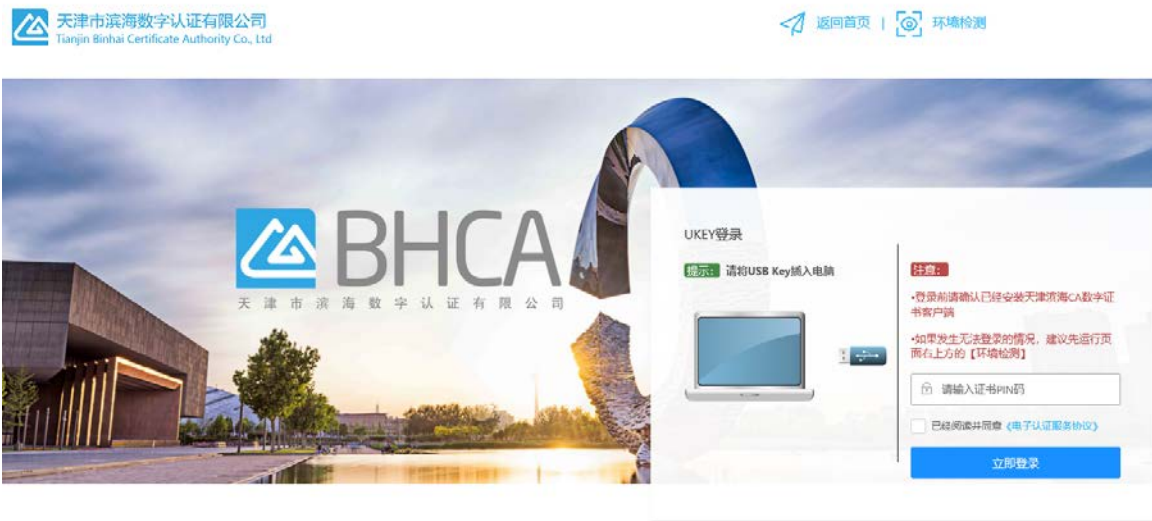 天津市滨海数字认证有限公司
Tianjin Binhai Certificate Authority Co., Ltd
返回首页 | 环境检测
BHCA
天津市滨海数字认证有限公司
UKEY登录
提示: 请将USB Key插入电脑
注意:
•登录前请确认已经安装天津滨海CA数字证
书客户端
•如果发生无法登录的情况，建议先运行页
面右上方的【环境检测】
请输入证书PIN码
已经阅读并同意《电子认证服务协议》
立即登录